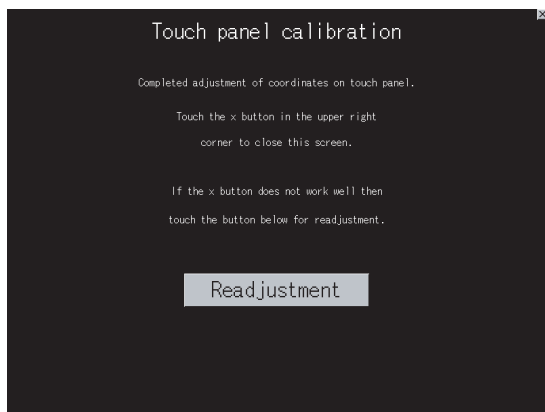 Touch panel calibration
Completed adjustment of coordinates on touch panel.
Touch the x button in the upper right
corner to close this screen.
If the x button does not work well then
touch the button below for readjustment.
Readjustment